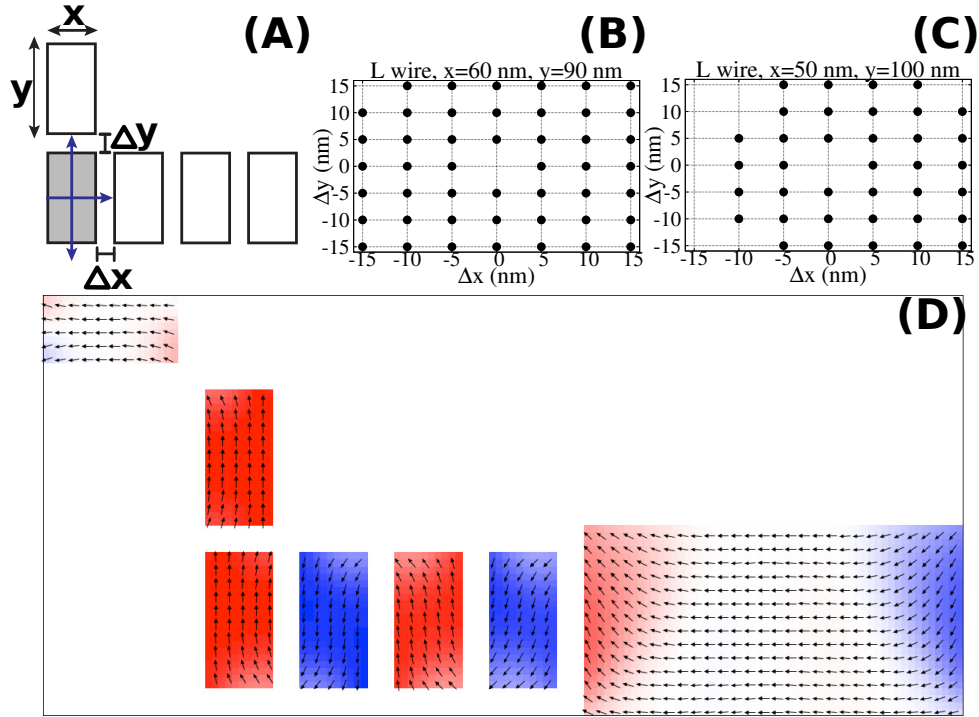 x
(A)
y
Δy
Δx
(B)
L wire, x=60 nm, y=90 nm
15
10
5
0
-5
-10
-15
Δy (nm)
-15 -10 -5 0 5 10 15
Δx (nm)
(C)
L wire, x=50 nm, y=100 nm
15
10
5
0
-5
-10
-15
Δy (nm)
-15 -10 -5 0 5 10 15
Δx (nm)
(D)